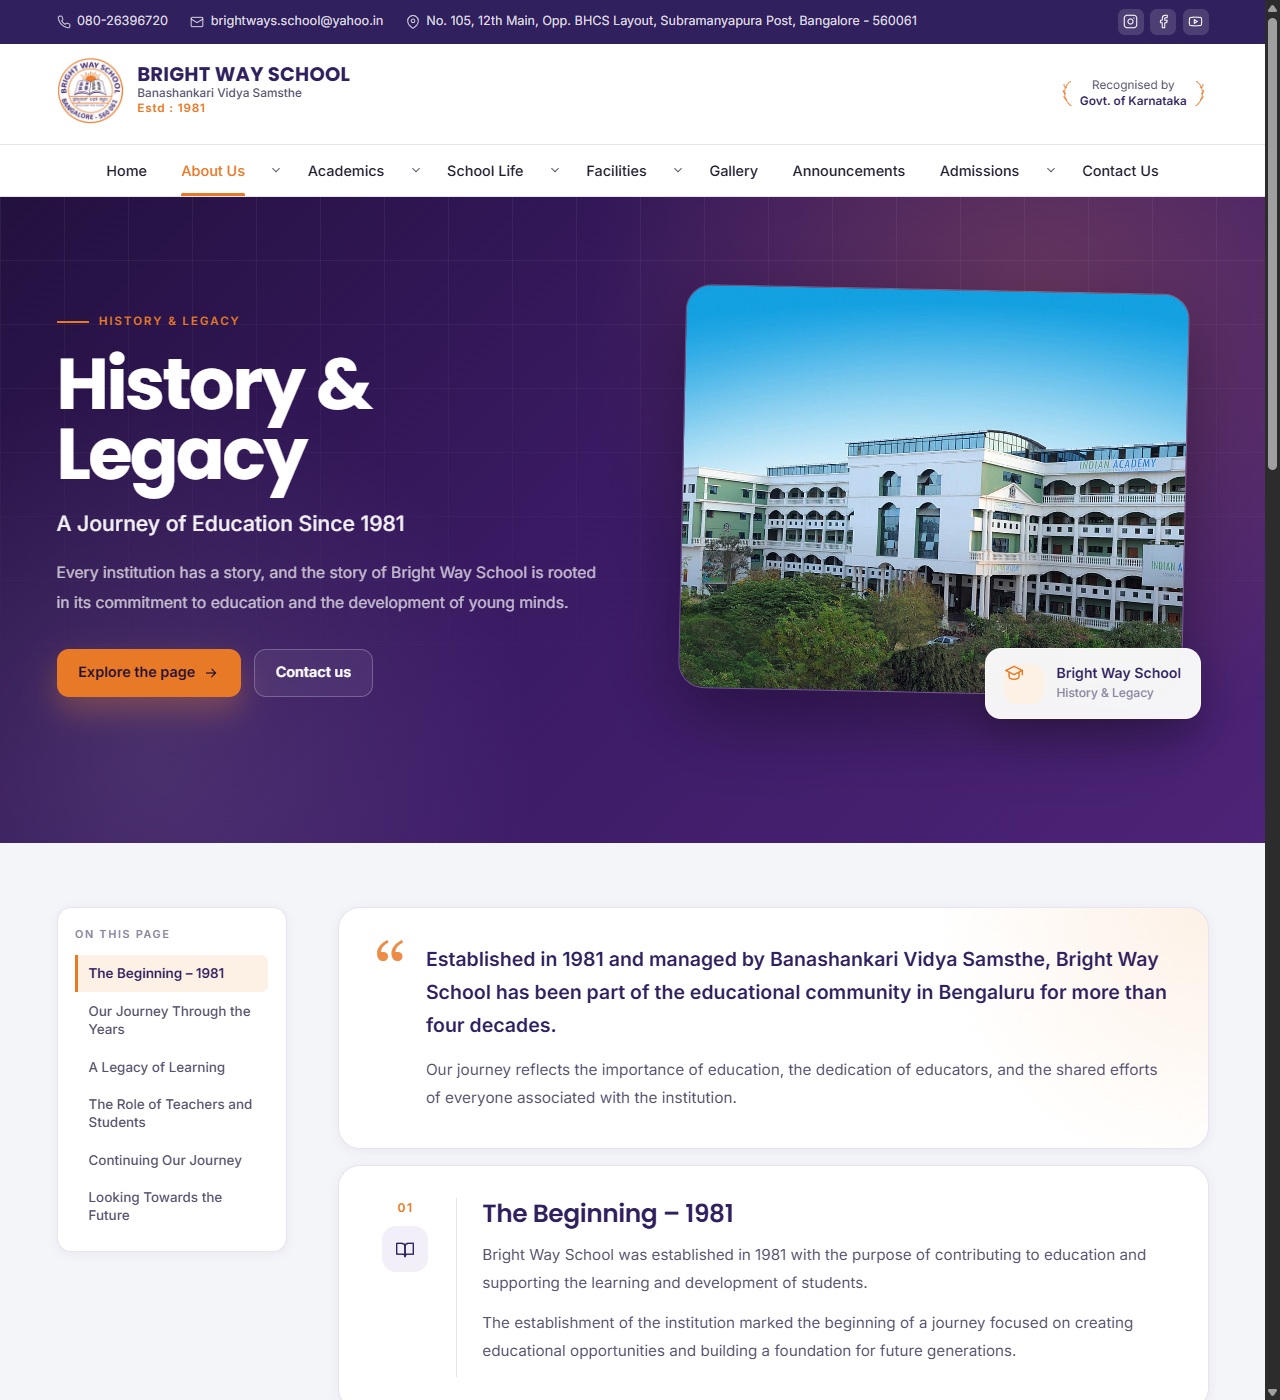 080-26396720
brightways.school@yahoo.in
No. 105, 12th Main, Opp. BHCS Layout, Subramanyapura Post, Bangalore - 560061
BRIGHT WAY SCHOOL
BANGALORE - 560 061
BRIGHT WAY SCHOOL
Banashankari Vidya Samsthe
Estd : 1981
Recognised by
Govt. of Karnataka
Home
About Us
Academics
School Life
Facilities
Gallery
Announcements
Admissions
Contact Us
HISTORY & LEGACY
History &
Legacy
A Journey of Education Since 1981
Every institution has a story, and the story of Bright Way School is rooted
in its commitment to education and the development of young minds.
Explore the page →
Contact us
INDIAN ACADEMY
INDIAN A
Bright Way School
History & Legacy
ON THIS PAGE
The Beginning – 1981
Our Journey Through the
Years
A Legacy of Learning
The Role of Teachers and
Students
Continuing Our Journey
Looking Towards the
Future
“
Established in 1981 and managed by Banashankari Vidya Samsthe, Bright Way
School has been part of the educational community in Bengaluru for more than
four decades.
Our journey reflects the importance of education, the dedication of educators, and the shared efforts
of everyone associated with the institution.
01
The Beginning – 1981
Bright Way School was established in 1981 with the purpose of contributing to education and
supporting the learning and development of students.
The establishment of the institution marked the beginning of a journey focused on creating
educational opportunities and building a foundation for future generations.